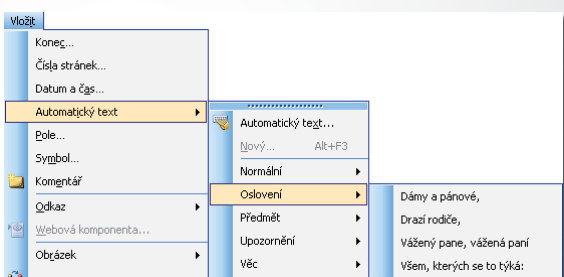 Vložit
Konec...
Čísla stránek...
Datum a čas...
Automatický text
Pole...
Symbol...
Komentář
Odkaz
Webová komponenta...
Obrázek
Automatický text...
Nový... Alt+F3
Normální
Oslovení
Předmět
Upozornění
Věc
Dámy a pánové,
Drazí rodiče,
Vážený pane, vážená paní
Všem, kterých se to týká: